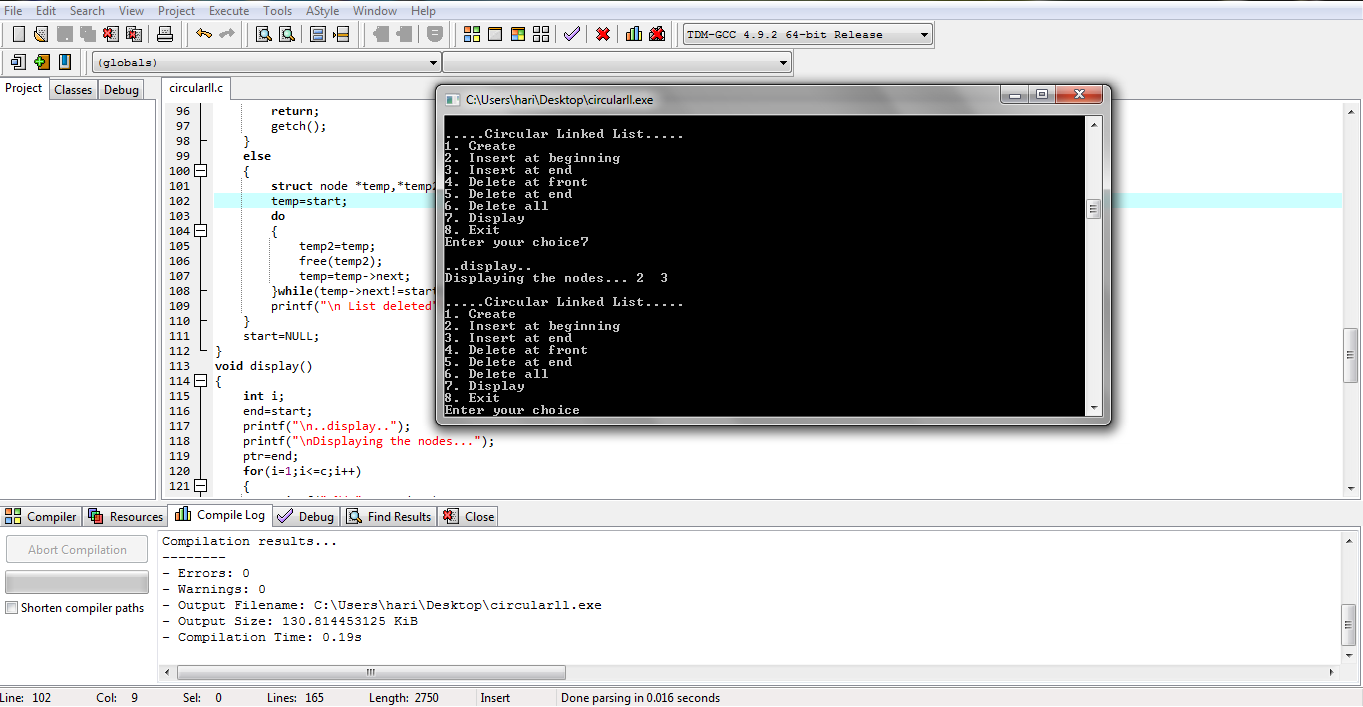 File Edit Search View Project Execute Tools AStyle Window Help
TDM-GCC 4.9.2 64-bit Release
(globals)
Project Classes Debug
circularll.c
96 return;
97 getch();
98 }
99 else
100 {
101 struct node *temp,*temp2
102 temp=start;
103 do
104 {
105 temp2=temp;
106 free(temp2);
107 temp=temp->next;
108 }while(temp->next!=start
109 printf("\n List deleted"
110 }
111 start=NULL;
112 }
113 void display()
114 {
115 int i;
116 end=start;
117 printf("\n..display..");
118 printf("\nDisplaying the nodes...");
119 ptr=end;
120 for(i=1;i<=c;i++)
121 {
C:\Users\hari\Desktop\circularll.exe
.....Circular Linked List.....
1. Create
2. Insert at beginning
3. Insert at end
4. Delete at front
5. Delete at end
6. Delete all
7. Display
8. Exit
Enter your choice7
..display..
Displaying the nodes... 2 3
.....Circular Linked List.....
1. Create
2. Insert at beginning
3. Insert at end
4. Delete at front
5. Delete at end
6. Delete all
7. Display
8. Exit
Enter your choice
Compiler Resources Compile Log Debug Find Results Close
Abort Compilation
Shorten compiler paths
Compilation results...
--------
- Errors: 0
- Warnings: 0
- Output Filename: C:\Users\hari\Desktop\circularll.exe
- Output Size: 130.814453125 KiB
- Compilation Time: 0.19s
Line: 102 Col: 9 Sel: 0 Lines: 165 Length: 2750 Insert Done parsing in 0.016 seconds